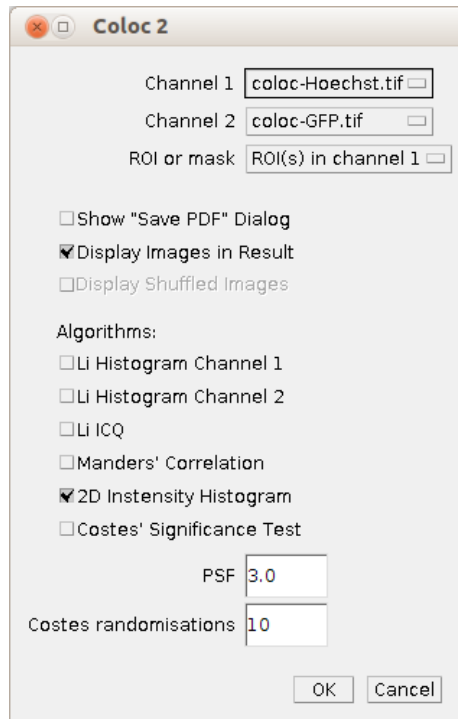 Coloc 2
Channel 1 coloc-Hoechst.tif
Channel 2 coloc-GFP.tif
ROI or mask ROI(s) in channel 1
Show "Save PDF" Dialog
Display Images in Result
Display Shuffled Images
Algorithms:
Li Histogram Channel 1
Li Histogram Channel 2
Li ICQ
Manders' Correlation
2D Instensity Histogram
Costes' Significance Test
PSF 3.0
Costes randomisations 10
OK Cancel